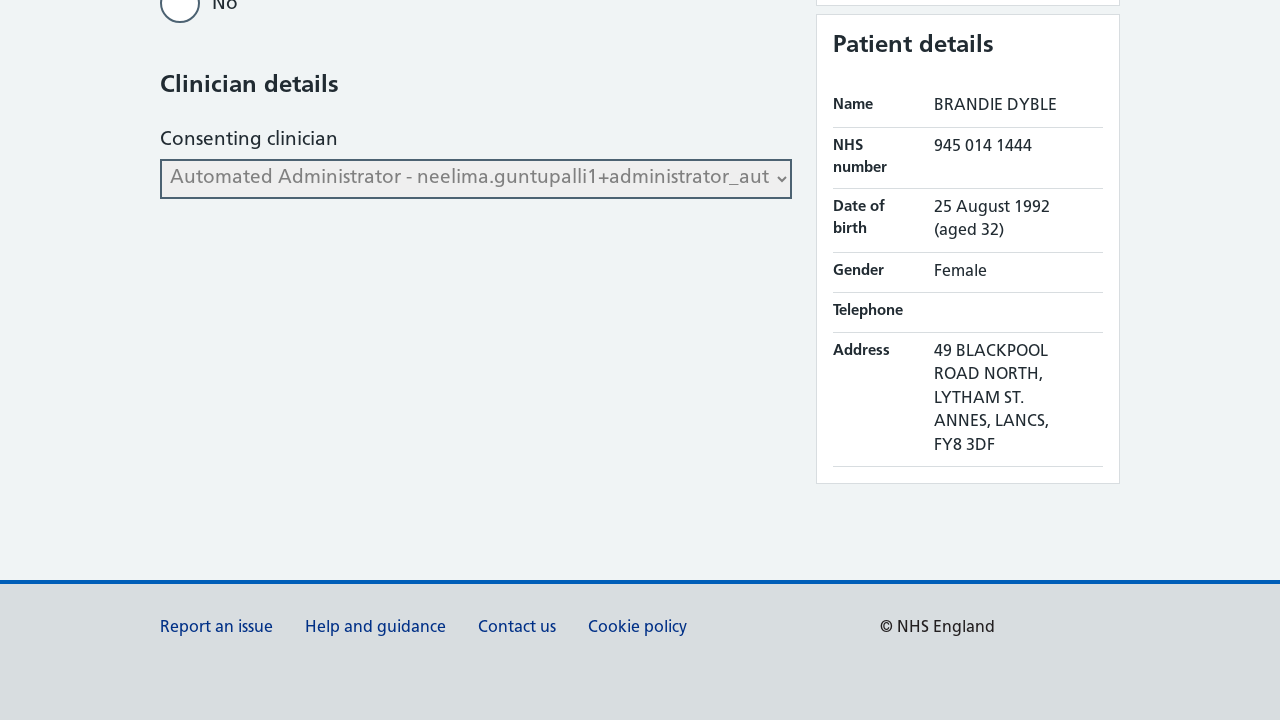 No
Clinician details
Consenting clinician
Automated Administrator - neelima.guntupalli1+administrator_aut
Patient details
Name BRANDIE DYBLE
NHS number 945 014 1444
Date of birth 25 August 1992 (aged 32)
Gender Female
Telephone
Address 49 BLACKPOOL
ROAD NORTH,
LYTHAM ST.
ANNES, LANCS,
FY8 3DF
Report an issue Help and guidance Contact us Cookie policy © NHS England